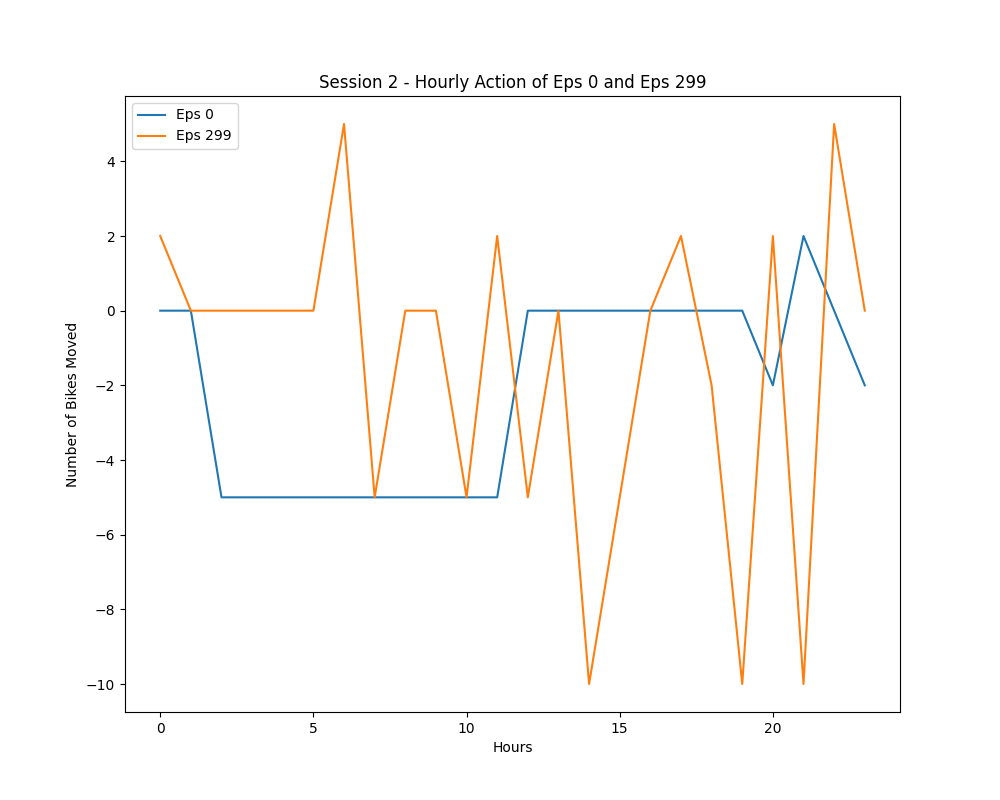 Session 2 - Hourly Action of Eps 0 and Eps 299
Eps 0
Eps 299
4
2
0
−2
−4
−6
−8
−10
Number of Bikes Moved
0 5 10 15 20
Hours